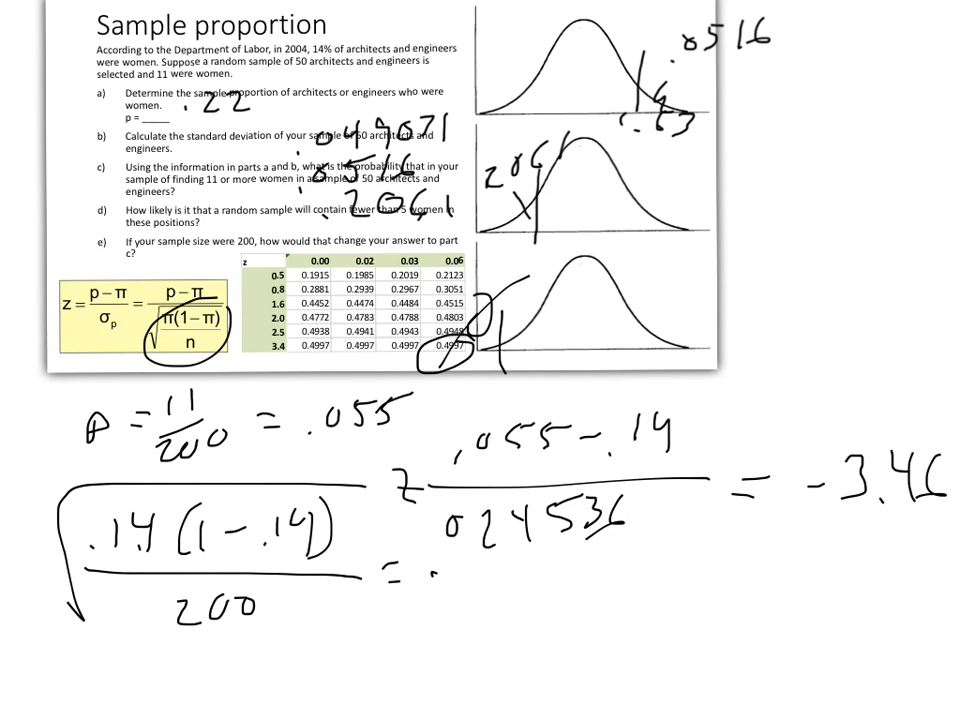 Sample proportion
According to the Department of Labor, in 2004, 14% of architects and engineers
were women. Suppose a random sample of 50 architects and engineers is
selected and 11 were women.
a) Determine the sample proportion of architects or engineers who were
women. .22
p = _____
b) Calculate the standard deviation of your sample of 50 architects and
engineers. .049071
c) Using the information in parts a and b, what is the probability that in your
sample of finding 11 or more women in a sample of 50 architects and
engineers? .0516
d) How likely is it that a random sample will contain fewer than 5 women in
these positions? .2061
e) If your sample size were 200, how would that change your answer to part
c?
.0516
1.63
2061
z 0.00 0.02 0.03 0.06
0.5 0.1915 0.1985 0.2019 0.2123
0.8 0.2881 0.2939 0.2967 0.3051
1.6 0.4452 0.4474 0.4484 0.4515
2.0 0.4772 0.4783 0.4788 0.4803
2.5 0.4938 0.4941 0.4943 0.4948
3.4 0.4997 0.4997 0.4997 0.4997
z = p−π / σp = p−π / √π(1−π) / n
p = 11/200 = .055
z .055 - .14 / 024536 = -3.46
√.14(1-.14) / 200 = .